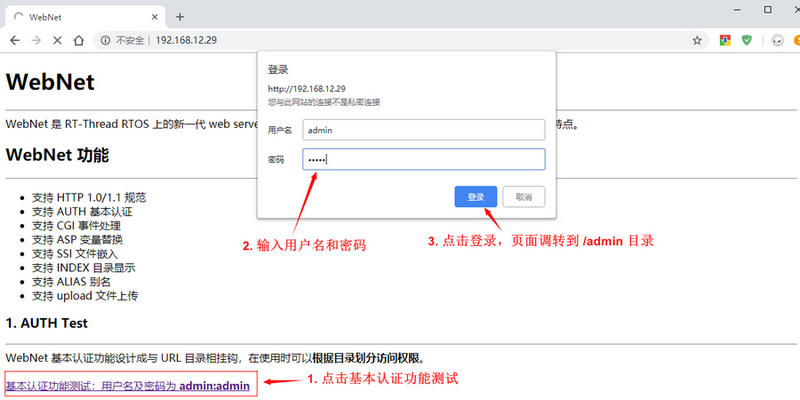 WebNet
不安全 | 192.168.12.29
WebNet
WebNet 是 RT-Thread RTOS 上的新一代 web serve
特点。
登录
http://192.168.12.29
您与此网站的连接不是私密连接
用户名 admin
密码 •••••
登录 取消
2. 输入用户名和密码
3. 点击登录，页面调转到 /admin 目录
WebNet 功能
支持 HTTP 1.0/1.1 规范
支持 AUTH 基本认证
支持 CGI 事件处理
支持 ASP 变量替换
支持 SSI 文件嵌入
支持 INDEX 目录显示
支持 ALIAS 别名
支持 upload 文件上传
1. AUTH Test
WebNet 基本认证功能设计成与 URL 目录相挂钩，在使用时可以根据目录划分访问权限。
基本认证功能测试：用户名及密码为 admin:admin
1. 点击基本认证功能测试